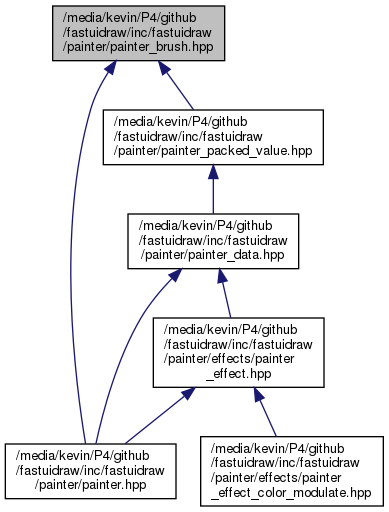 /media/kevin/P4/github
/fastuidraw/inc/fastuidraw
/painter/painter_brush.hpp
/media/kevin/P4/github
/fastuidraw/inc/fastuidraw
/painter/painter_packed_value.hpp
/media/kevin/P4/github
/fastuidraw/inc/fastuidraw
/painter/painter_data.hpp
/media/kevin/P4/github
/fastuidraw/inc/fastuidraw
/painter/effects/painter
_effect.hpp
/media/kevin/P4/github
/fastuidraw/inc/fastuidraw
/painter/painter.hpp
/media/kevin/P4/github
/fastuidraw/inc/fastuidraw
/painter/effects/painter
_effect_color_modulate.hpp